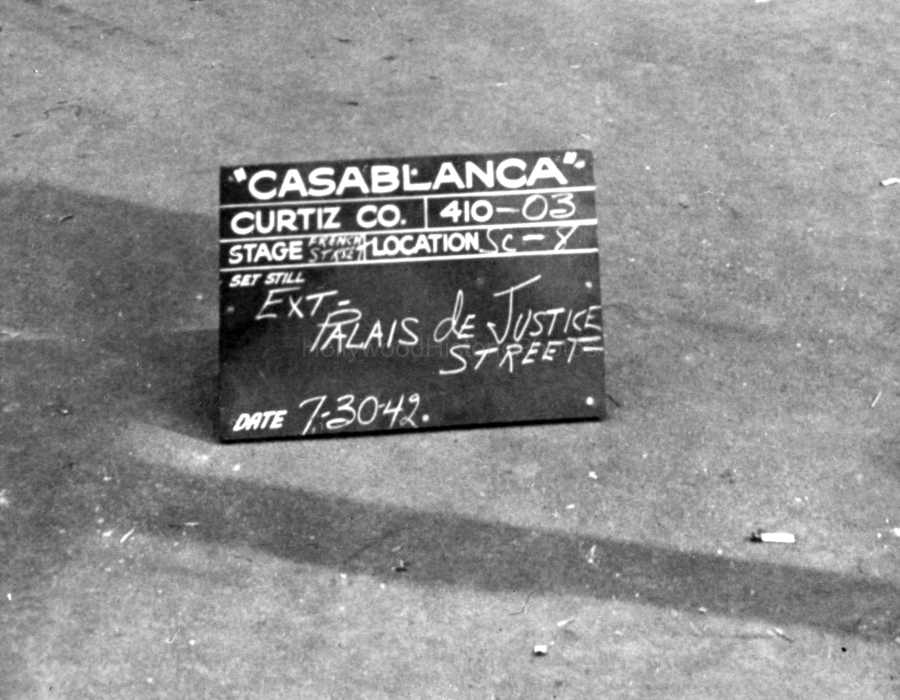 "CASABLANCA"
CURTIZ CO. 410-03
STAGE FRENCH STREET LOCATION SC-8
SET STILL
EXT-
PALAIS de JUSTICE
STREET-
DATE 7-30-42.